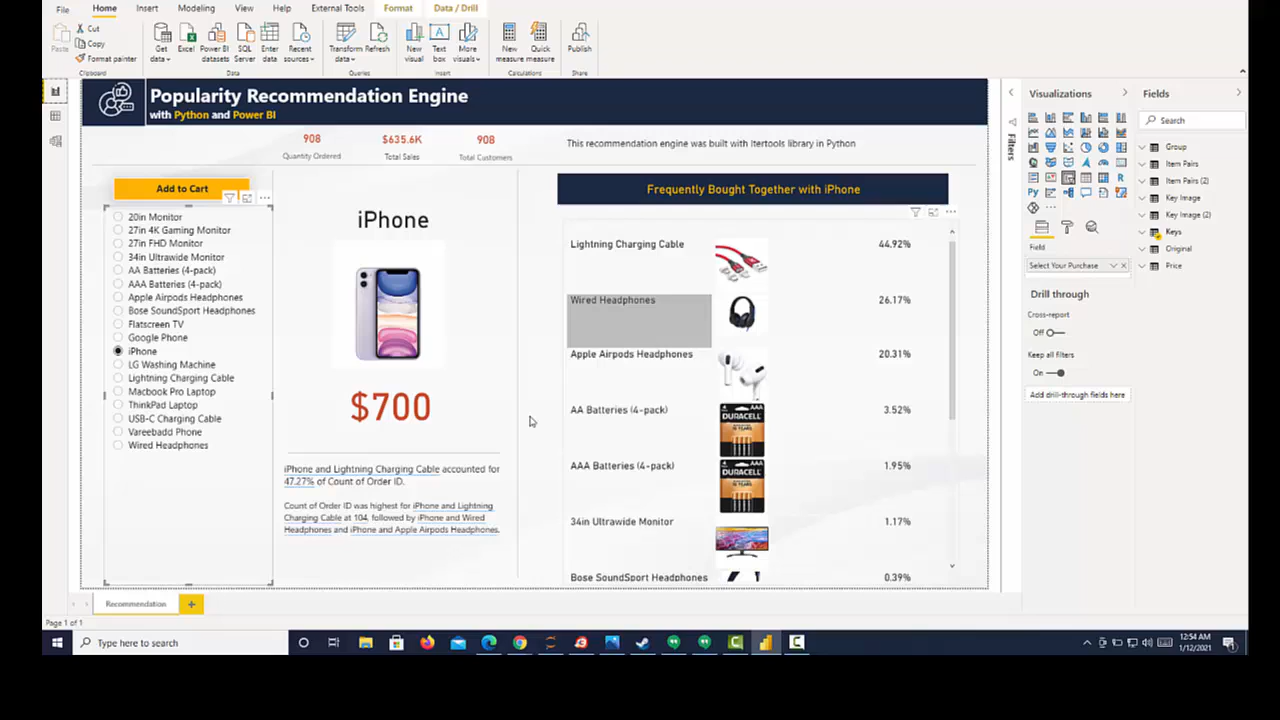 File
Home
Insert
Modeling
View
Help
External Tools
Format
Data / Drill
Paste
Cut
Copy
Format painter
Clipboard
Get data
Excel
Power BI datasets
SQL Server
Enter data
Recent sources
Data
Transform data
Refresh
Queries
New visual
Text box
More visuals
Insert
New measure
Quick measure
Calculations
Publish
Share
Popularity Recommendation Engine
with Python and Power BI
908
Quantity Ordered
$635.6K
Total Sales
908
Total Customers
This recommendation engine was built with Itertools library in Python
Add to Cart
20in Monitor
27in 4K Gaming Monitor
27in FHD Monitor
34in Ultrawide Monitor
AA Batteries (4-pack)
AAA Batteries (4-pack)
Apple Airpods Headphones
Bose SoundSport Headphones
Flatscreen TV
Google Phone
iPhone
LG Washing Machine
Lightning Charging Cable
Macbook Pro Laptop
ThinkPad Laptop
USB-C Charging Cable
Vareebadd Phone
Wired Headphones
iPhone
$700
iPhone and Lightning Charging Cable accounted for
47.27% of Count of Order ID.
Count of Order ID was highest for iPhone and Lightning
Charging Cable at 104, followed by iPhone and Wired
Headphones and iPhone and Apple Airpods Headphones.
Frequently Bought Together with iPhone
Lightning Charging Cable 44.92%
Wired Headphones 26.17%
Apple Airpods Headphones 20.31%
AA Batteries (4-pack) 3.52%
DURACELL
AAA
AAA Batteries (4-pack) 1.95%
DURACELL
AAA
34in Ultrawide Monitor 1.17%
Bose SoundSport Headphones 0.39%
Filters
Visualizations
Py
R
Field
Select Your Purchase
Drill through
Cross-report
Off
Keep all filters
On
Add drill-through fields here
Fields
Search
Group
Item Pairs
Item Pairs (2)
Key Image
Key Image (2)
Keys
Original
Price
Recommendation
Page 1 of 1
Type here to search
12:54 AM
1/12/2021